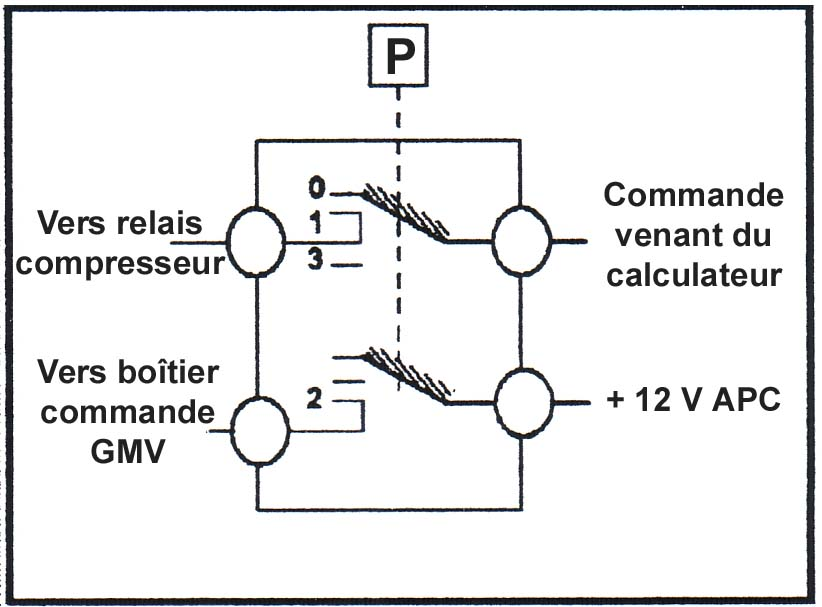 P
0
1
3
Vers relais
compresseur
Commande
venant du
calculateur
2
Vers boîtier
commande
GMV
+ 12 V APC